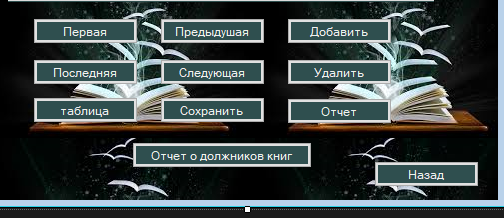 Первая Предыдушая Добавить
Последняя Следующая Удалить
таблица Сохранить Отчет
Отчет о должников книг
Назад